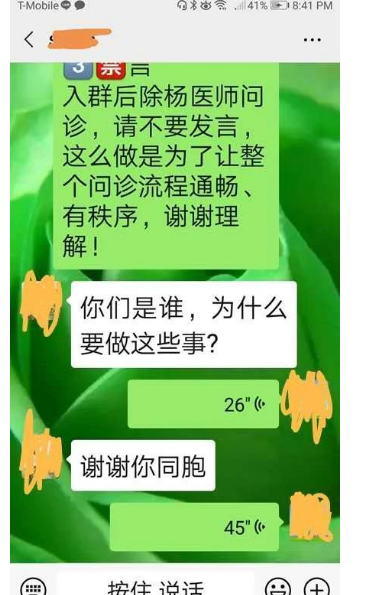 T-Mobile 41% 8:41 PM
3 禁言
入群后除杨医师问
诊，请不要发言，
这么做是为了让整
个问诊流程通畅、
有秩序，谢谢理
解！
你们是谁，为什么
要做这些事?
26"
谢谢你同胞
45"
按住 说话